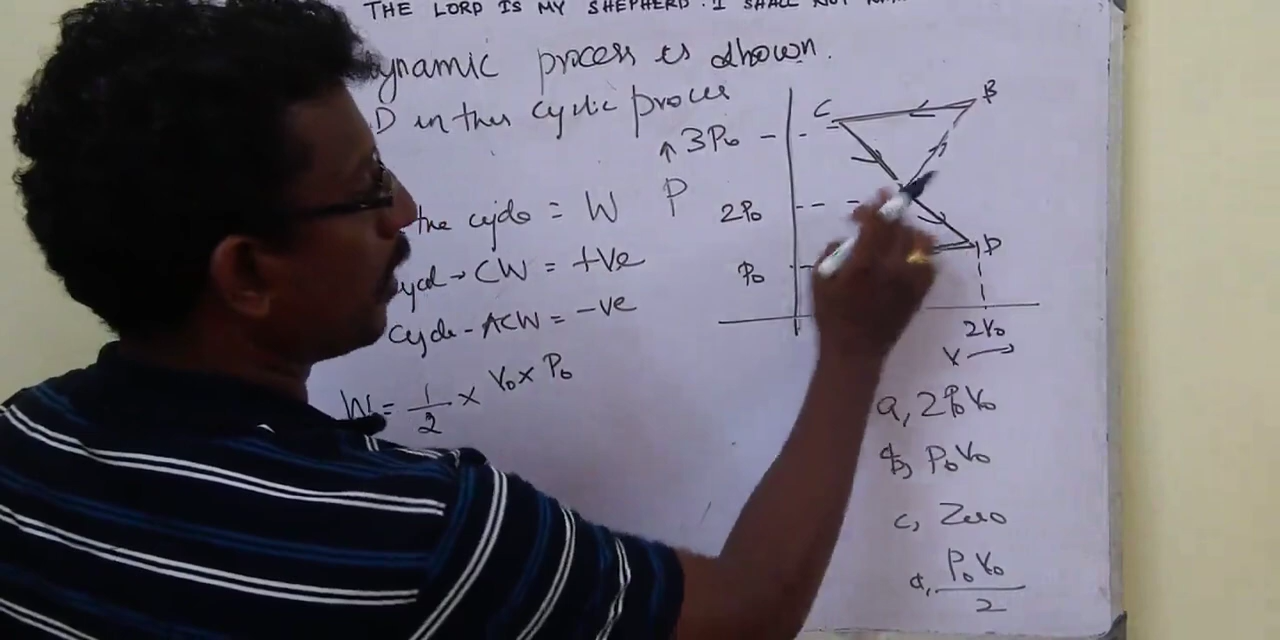 THE LORD IS MY SHEPHERD. I SHALL NOT
ynamic process is shown.
D in this cyclic proces
the cycle = W
cycl → CW = +Ve
Cycle - ACW = -ve
W = 1/2 × V₀ × P₀
C
B
↑ 3P₀
P
2P₀
P₀
D
2V₀
V →
a, 2P₀V₀
b, P₀V₀
c, Zero
d, P₀V₀/2